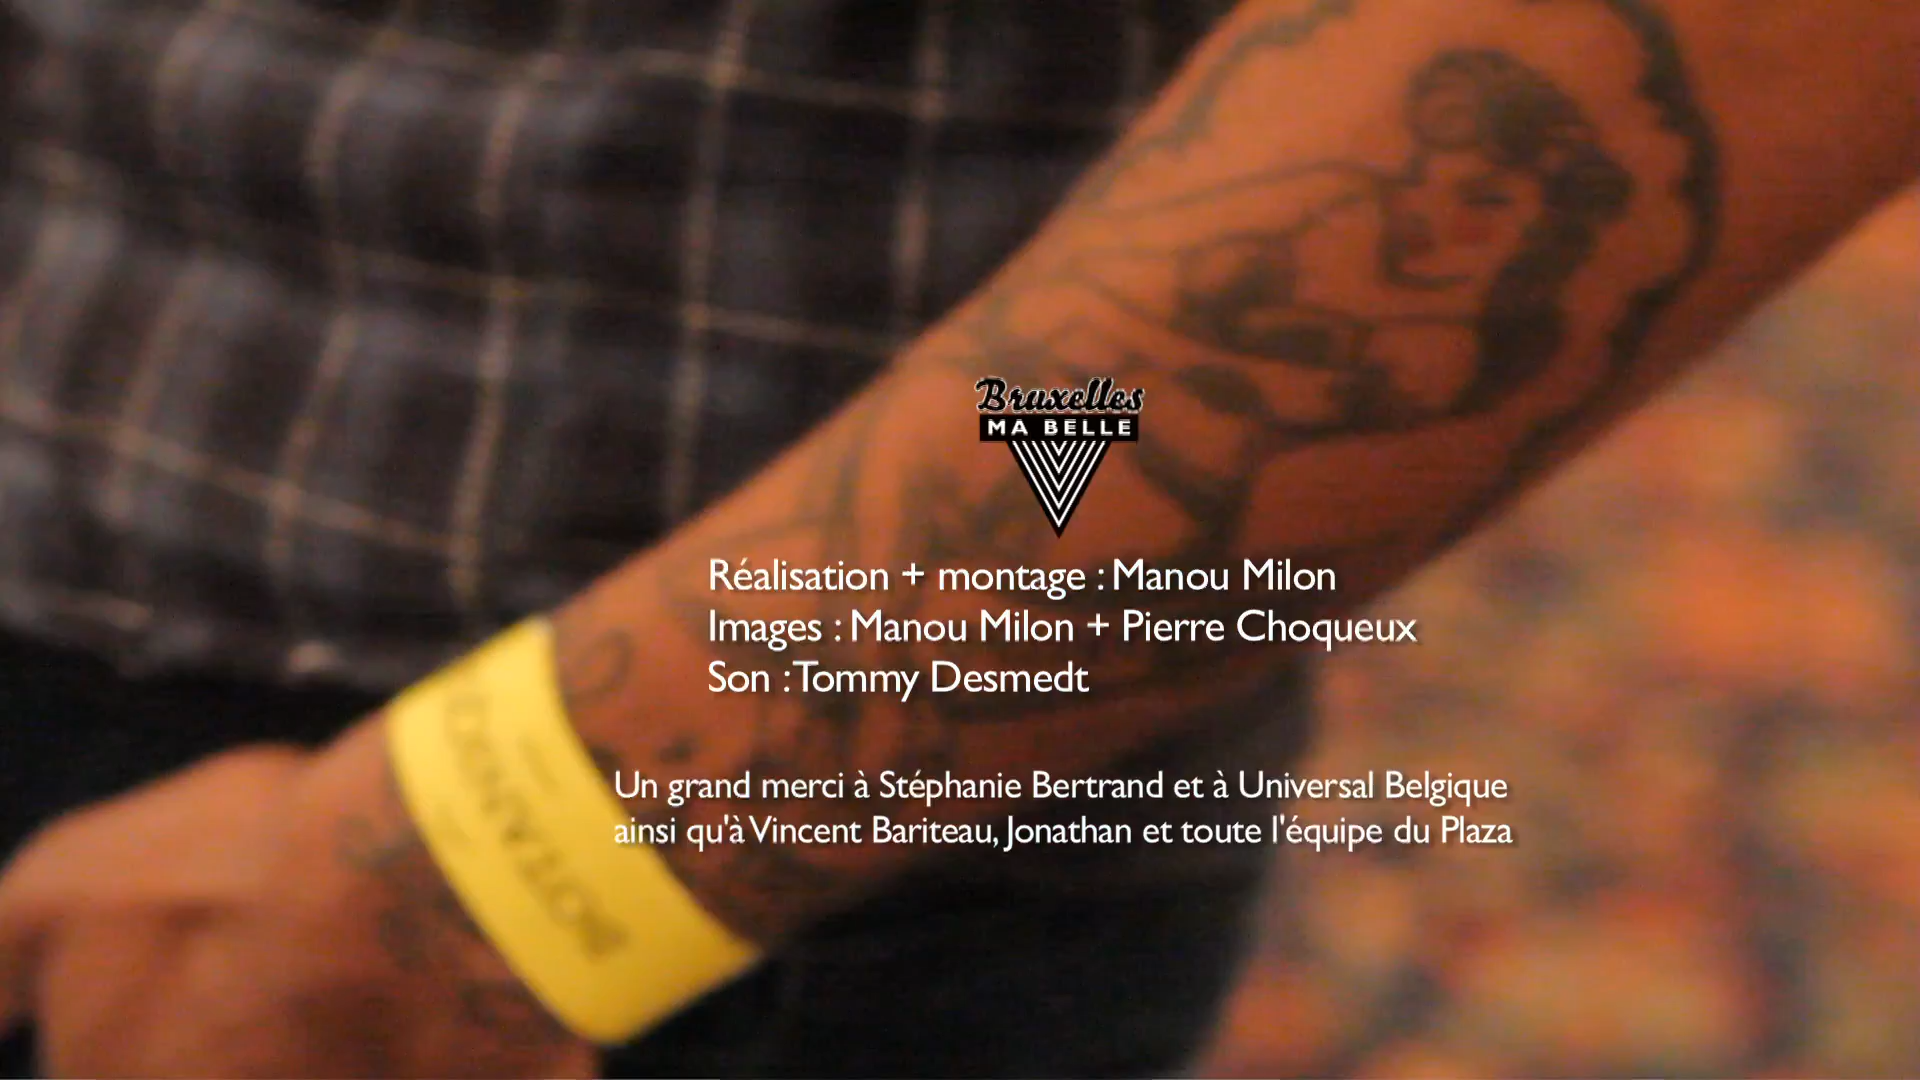 Bruxelles
MA BELLE
Réalisation + montage : Manou Milon
Images : Manou Milon + Pierre Choqueux
Son : Tommy Desmedt
Un grand merci à Stéphanie Bertrand et à Universal Belgique
ainsi qu'à Vincent Bariteau, Jonathan et toute l'équipe du Plaza